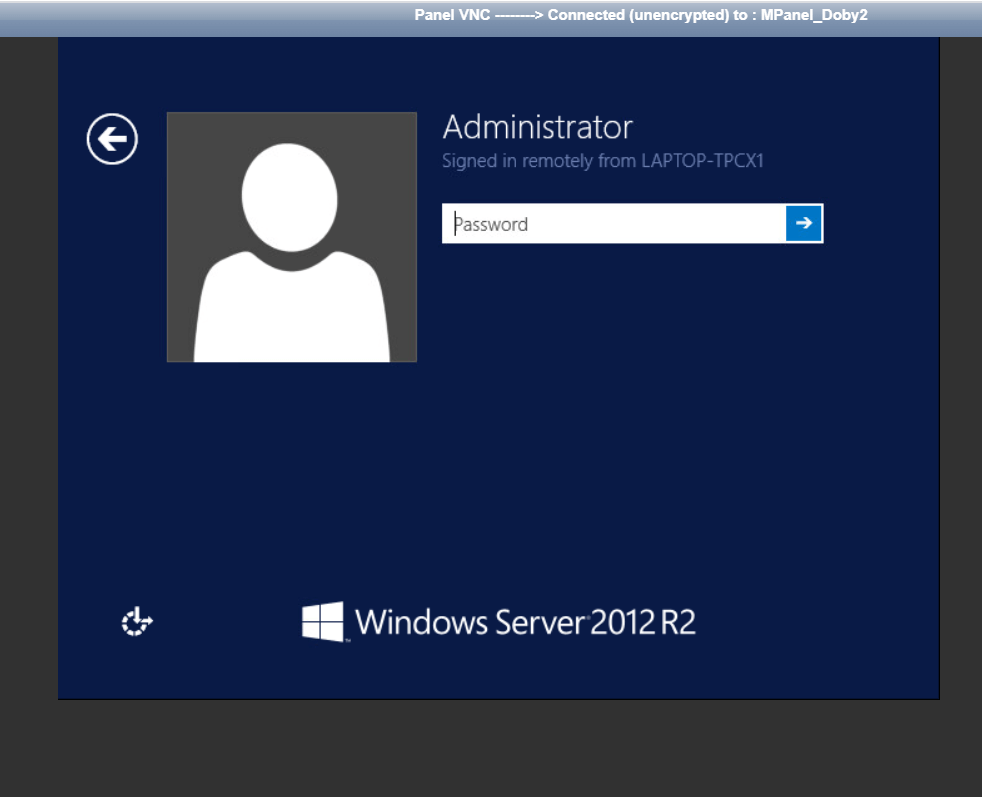 Panel VNC --------> Connected (unencrypted) to : MPanel_Doby2
Administrator
Signed in remotely from LAPTOP-TPCX1
Password
Windows Server 2012 R2